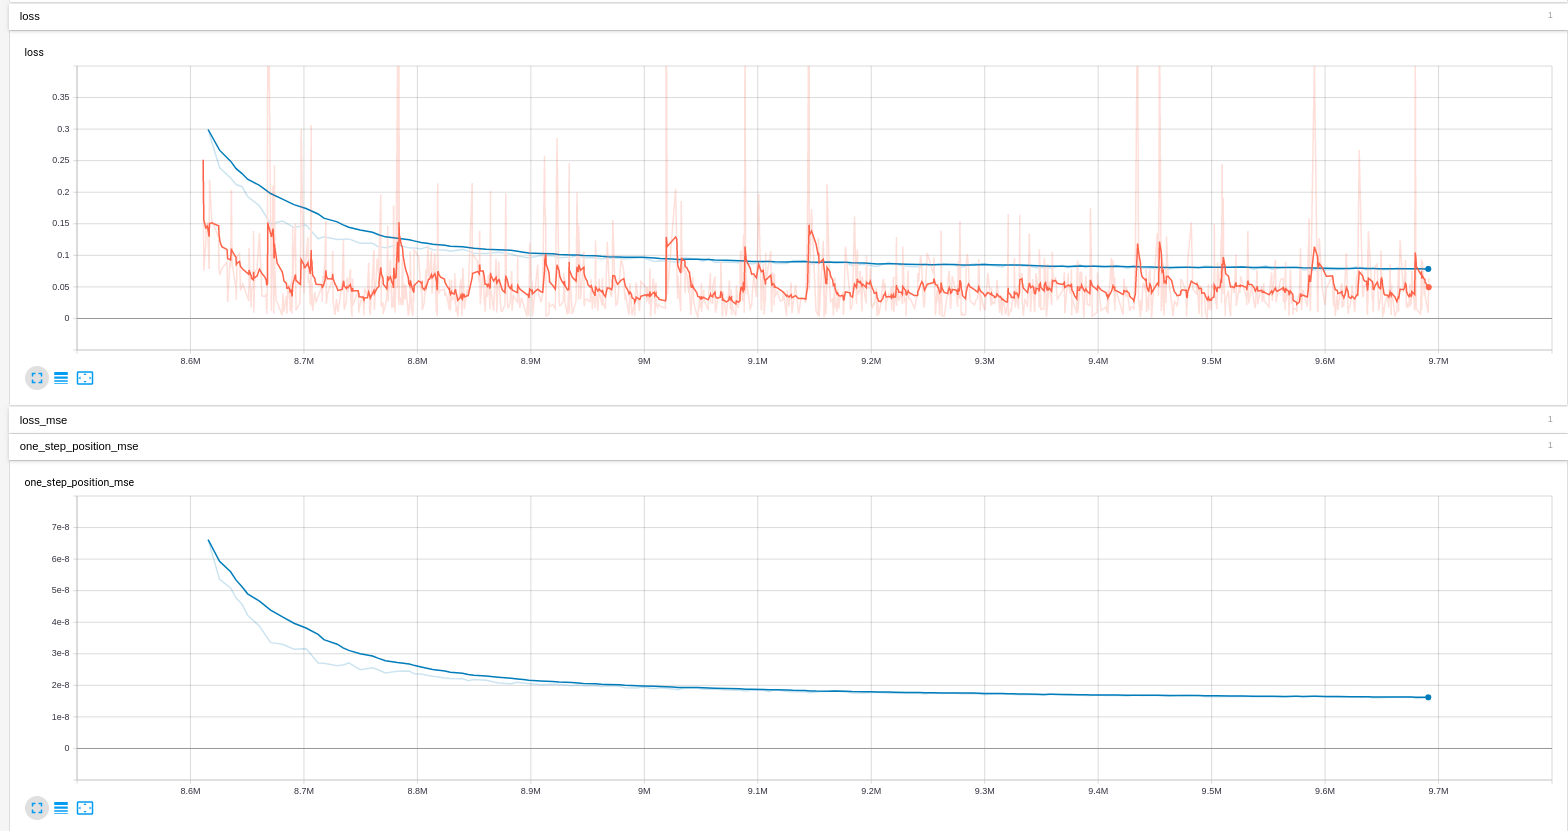 loss 1
loss
0.35
0.3
0.25
0.2
0.15
0.1
0.05
0
8.6M 8.7M 8.8M 8.9M 9M 9.1M 9.2M 9.3M 9.4M 9.5M 9.6M 9.7M
loss_mse 1
one_step_position_mse 1
one_step_position_mse
7e-8
6e-8
5e-8
4e-8
3e-8
2e-8
1e-8
0
8.6M 8.7M 8.8M 8.9M 9M 9.1M 9.2M 9.3M 9.4M 9.5M 9.6M 9.7M